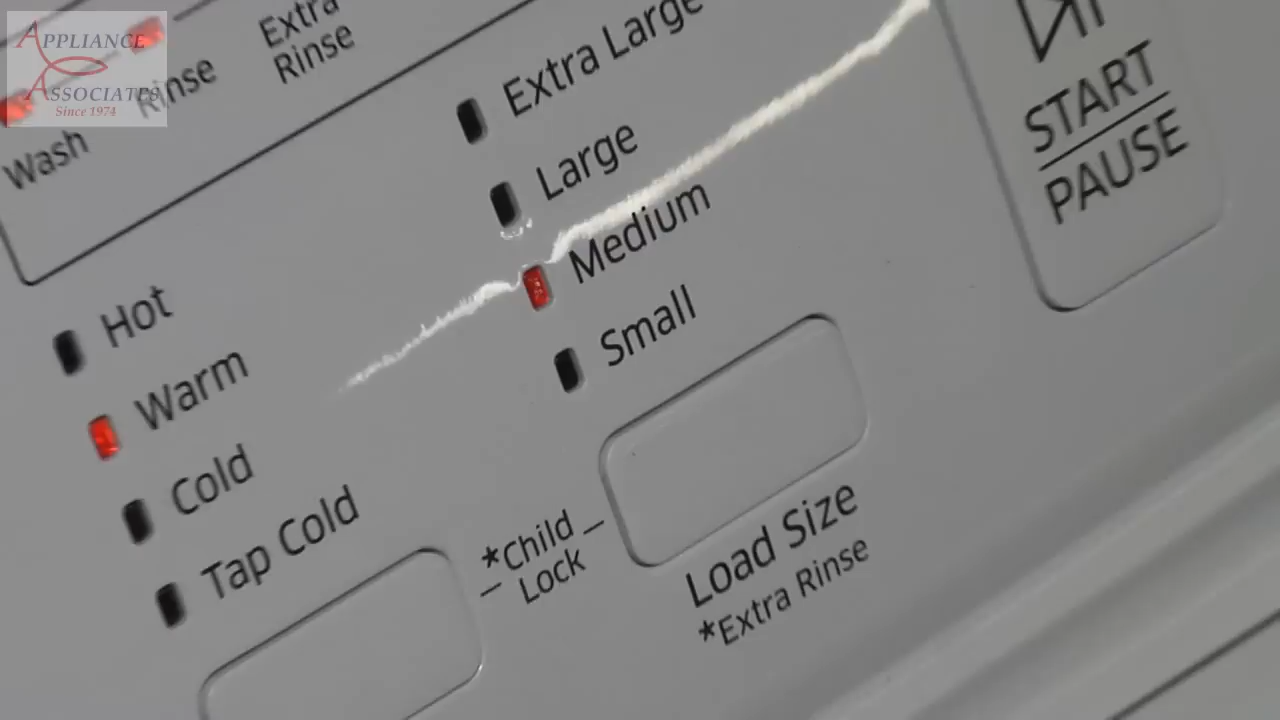 APPLIANCE
ASSOCIATES
Since 1974
Wash
Rinse
Extra
Rinse
Extra Large
Large
Medium
Small
START
PAUSE
Hot
Warm
Cold
Tap Cold
*Child
Lock
Load Size
*Extra Rinse